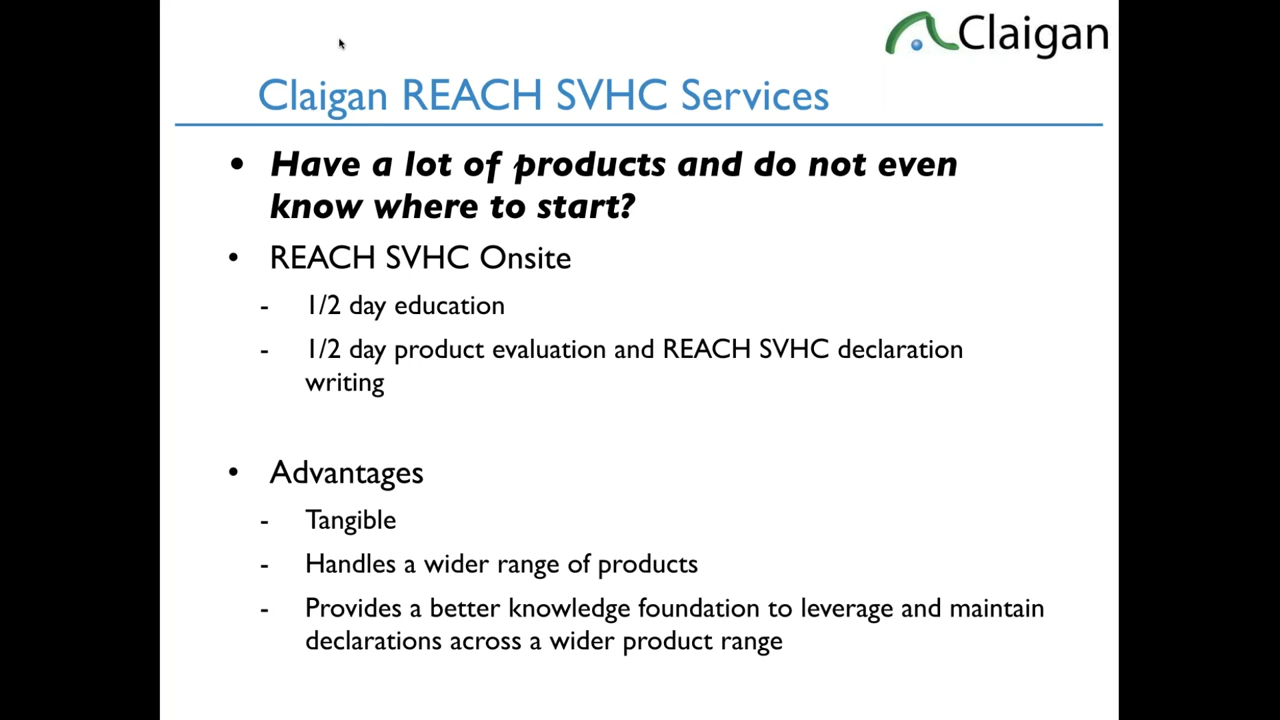 Claigan
Claigan REACH SVHC Services
• Have a lot of products and do not even
know where to start?
• REACH SVHC Onsite
- 1/2 day education
- 1/2 day product evaluation and REACH SVHC declaration
writing
• Advantages
- Tangible
- Handles a wider range of products
- Provides a better knowledge foundation to leverage and maintain
declarations across a wider product range